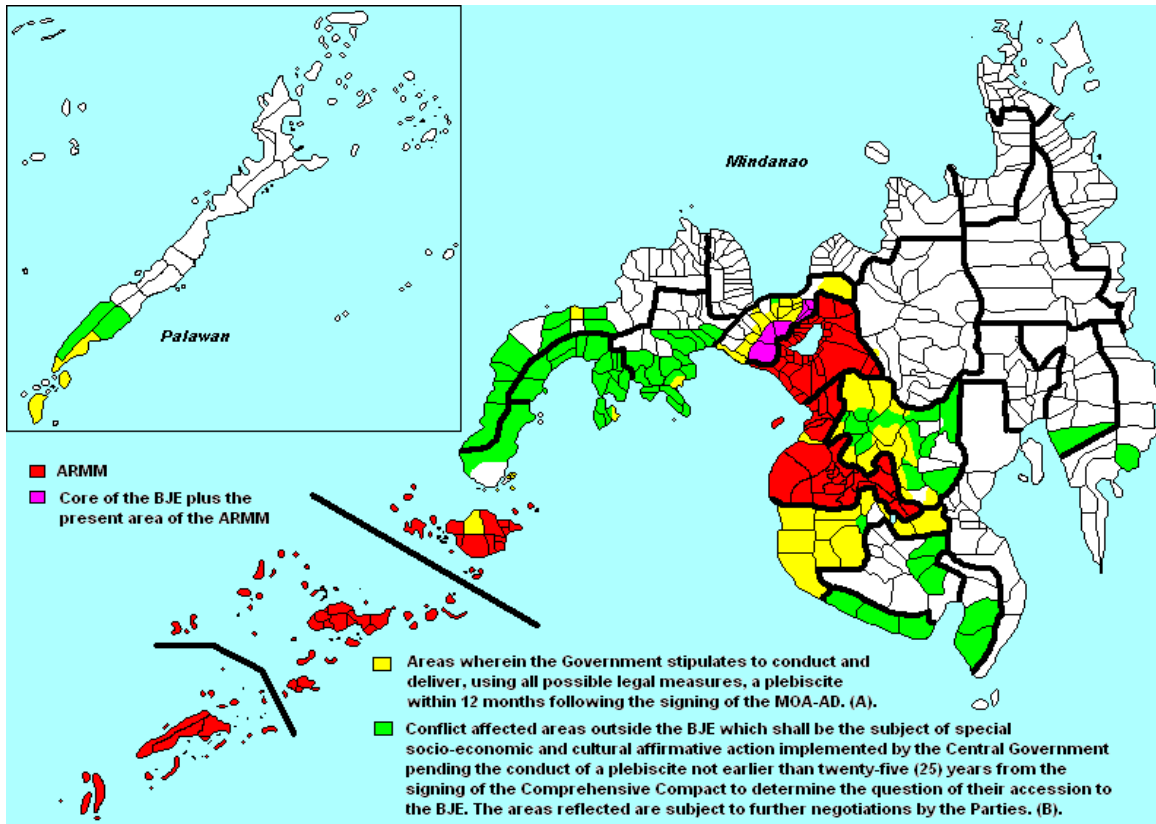 Mindanao
Palawan
ARMM
Core of the BJE plus the
present area of the ARMM
Areas wherein the Government stipulates to conduct and
deliver, using all possible legal measures, a plebiscite
within 12 months following the signing of the MOA-AD. (A).
Conflict affected areas outside the BJE which shall be the subject of special
socio-economic and cultural affirmative action implemented by the Central Government
pending the conduct of a plebiscite not earlier than twenty-five (25) years from the
signing of the Comprehensive Compact to determine the question of their accession to
the BJE. The areas reflected are subject to further negotiations by the Parties. (B).